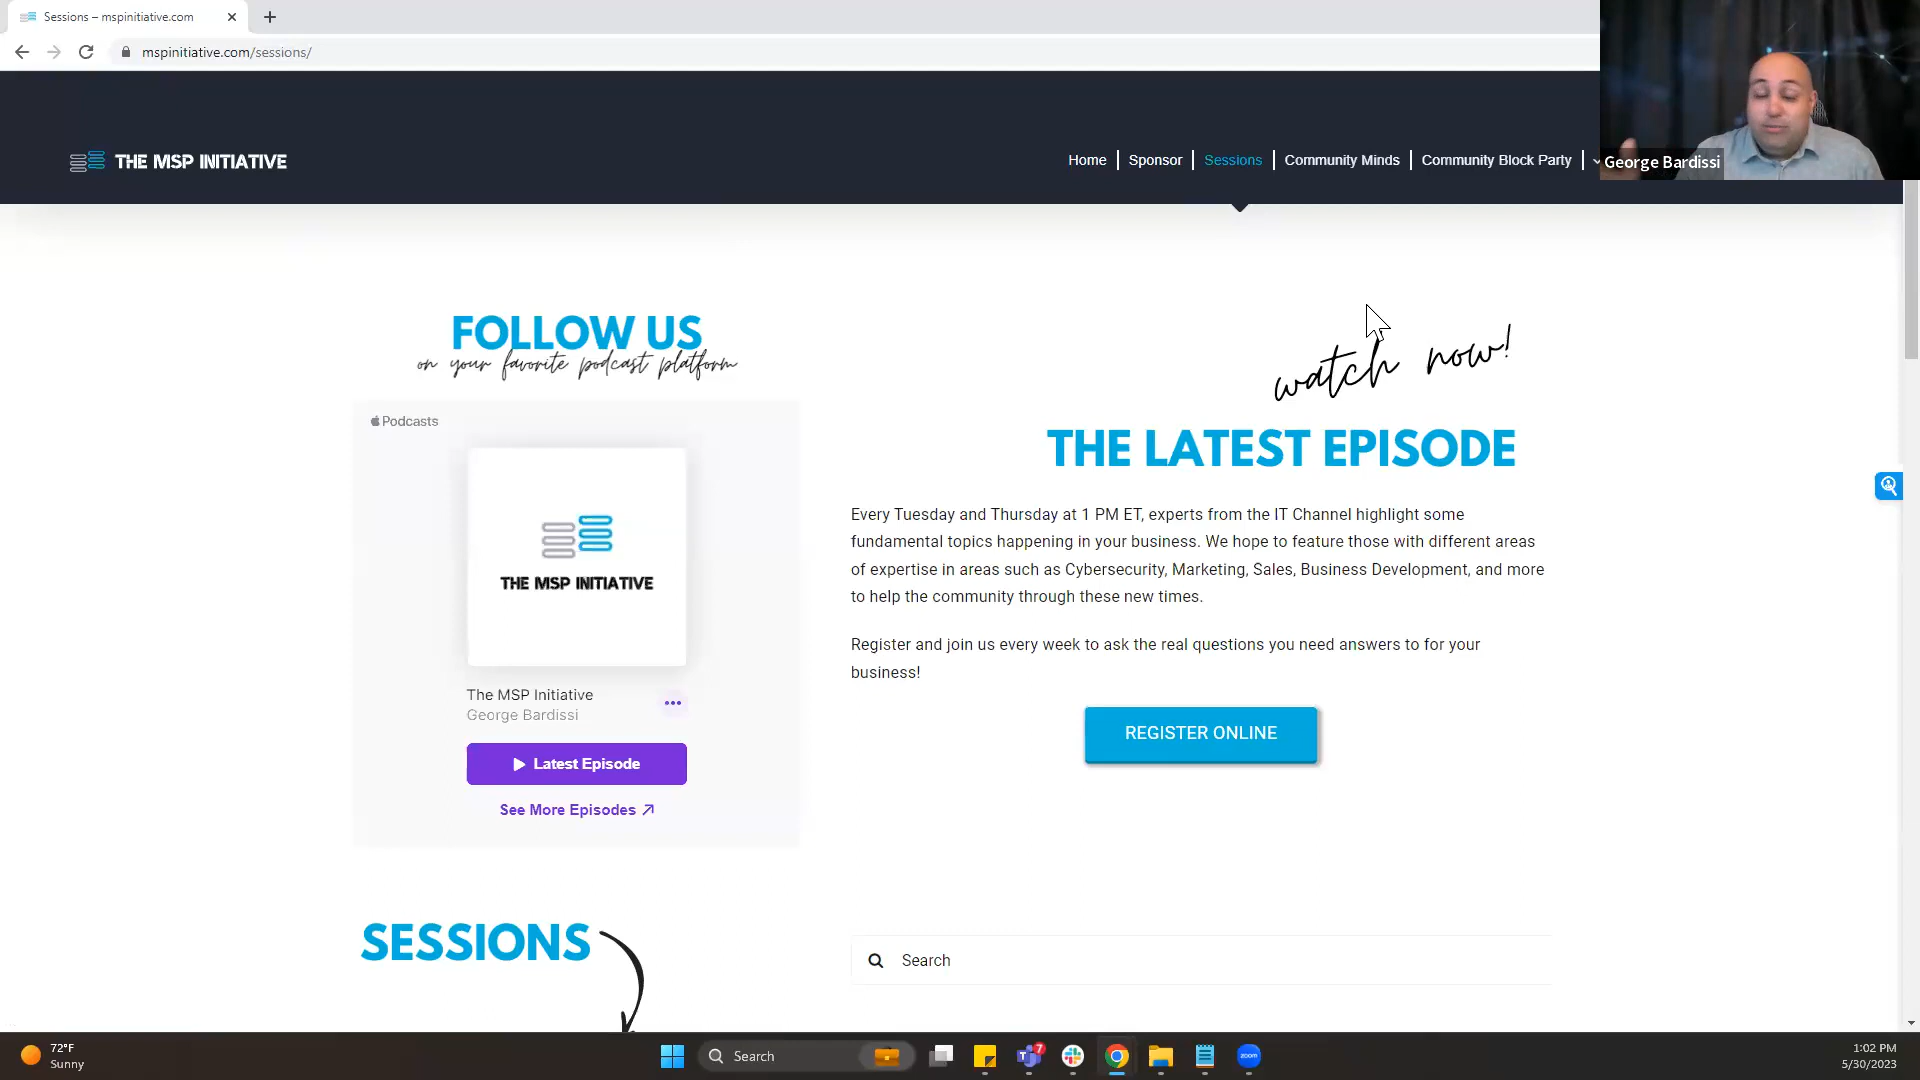 Sessions – mspinitiative.com
mspinitiative.com/sessions/
THE MSP INITIATIVE
Home
Sponsor
Sessions
Community Minds
Community Block Party
George Bardissi
FOLLOW US
on your favorite podcast platform
Podcasts
THE MSP INITIATIVE
The MSP Initiative
George Bardissi
Latest Episode
See More Episodes
watch now!
THE LATEST EPISODE
Every Tuesday and Thursday at 1 PM ET, experts from the IT Channel highlight some
fundamental topics happening in your business. We hope to feature those with different areas
of expertise in areas such as Cybersecurity, Marketing, Sales, Business Development, and more
to help the community through these new times.
Register and join us every week to ask the real questions you need answers to for your
business!
REGISTER ONLINE
SESSIONS
Search
72°F
Sunny
Search
7
zoom
1:02 PM
5/30/2023